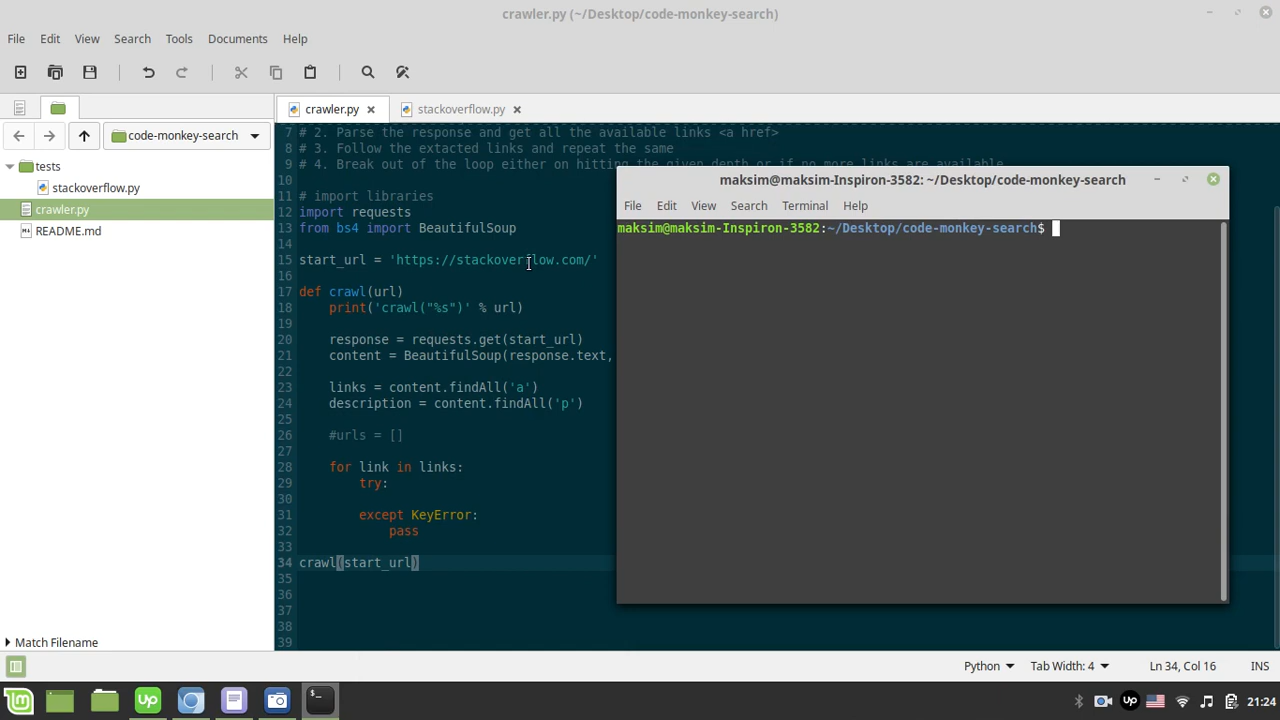 crawler.py (~/Desktop/code-monkey-search)
File Edit View Search Tools Documents Help
crawler.py
stackoverflow.py
code-monkey-search
tests
stackoverflow.py
crawler.py
README.md
7 # 2. Parse the response and get all the available links <a href>
8 # 3. Follow the extacted links and repeat the same
9 # 4. Break out of the loop either on hitting the given depth or if no more links are available
10
11 # import libraries
12 import requests
13 from bs4 import BeautifulSoup
14
15 start_url = 'https://stackoverflow.com/'
16
17 def crawl(url)
18 print('crawl("%s")' % url)
19
20 response = requests.get(start_url)
21 content = BeautifulSoup(response.text,
22
23 links = content.findAll('a')
24 description = content.findAll('p')
25
26 #urls = []
27
28 for link in links:
29 try:
30
31 except KeyError:
32 pass
33
34 crawl(start_url)
35
36
37
38
39
maksim@maksim-Inspiron-3582: ~/Desktop/code-monkey-search
File Edit View Search Terminal Help
maksim@maksim-Inspiron-3582:~/Desktop/code-monkey-search$
Match Filename
Python Tab Width: 4 Ln 34, Col 16 INS
Up
Up
21:24